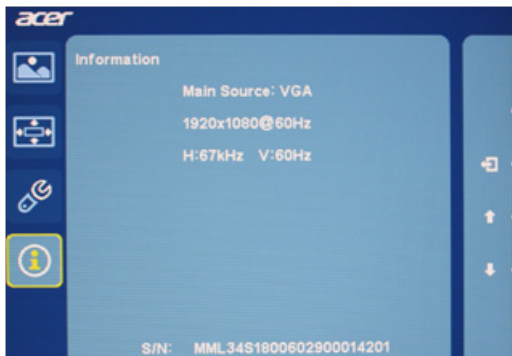 acer
Information
Main Source: VGA
1920x1080@60Hz
H:67kHz V:60Hz
S/N: MML34S1800602900014201